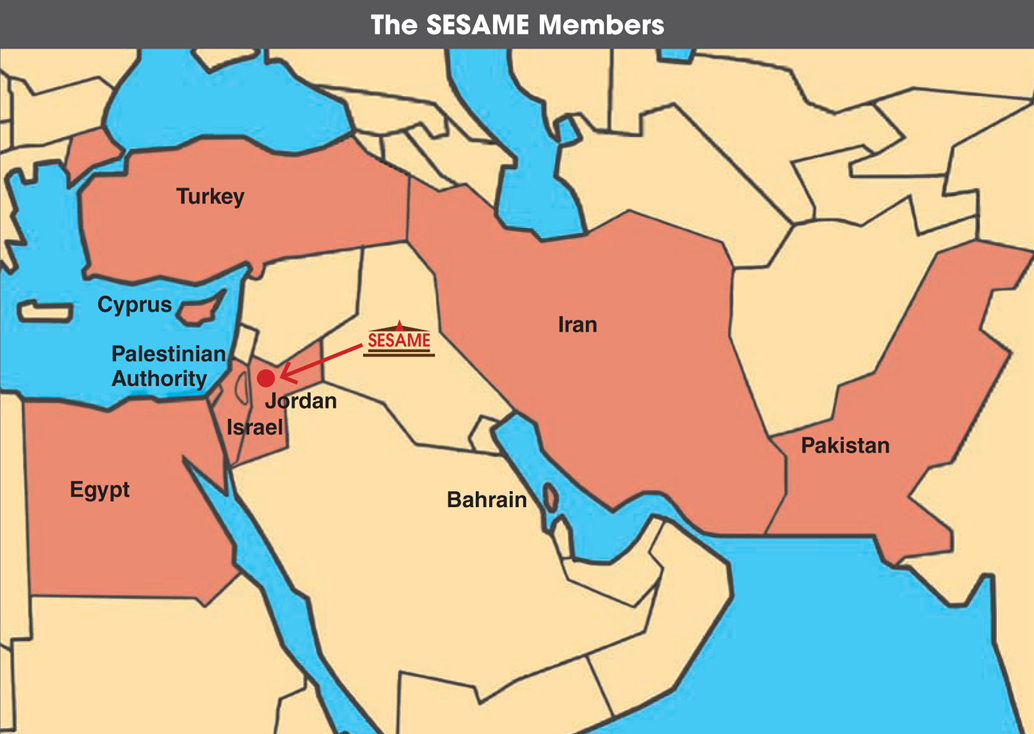 The SESAME Members
Turkey
Cyprus
Iran
SESAME
Palestinian
Authority
Jordan
Israel
Pakistan
Egypt
Bahrain